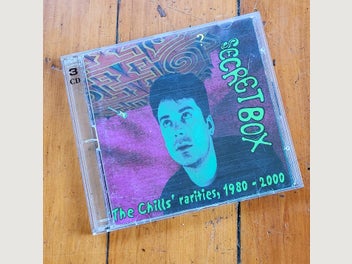 3
CD
SECRET BOX
The Chills' rarities, 1980 - 2000